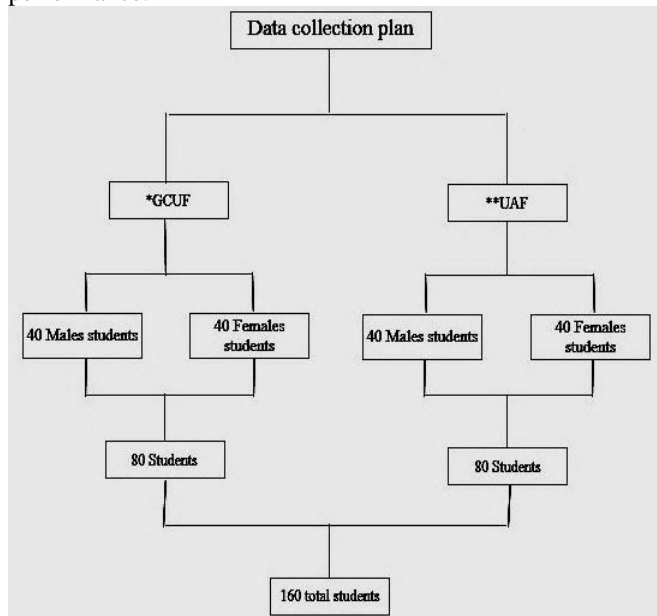 Data collection plan
*GCUF
**UAF
40 Males students
40 Females
students
40 Males students
40 Females
students
80 Students
80 Students
160 total students